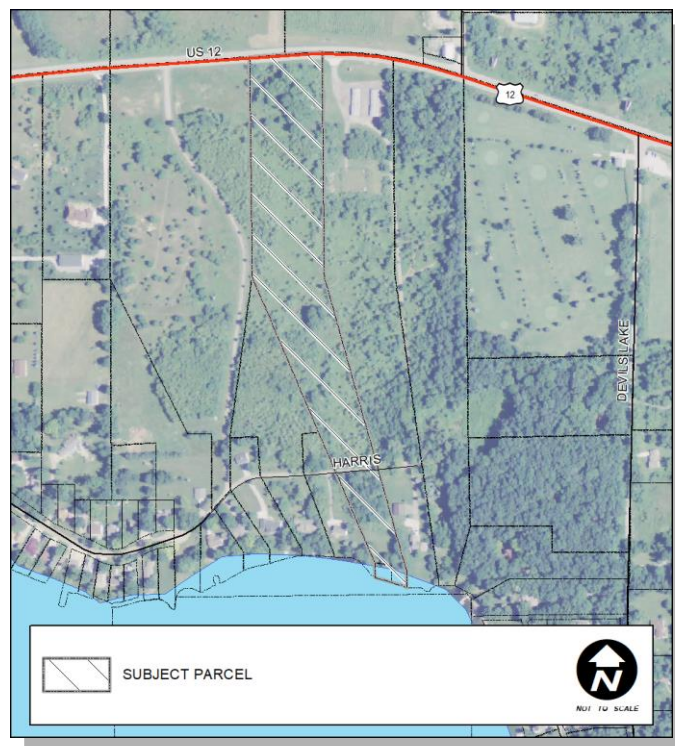 US 12
12
DEVILS LAKE
HARRIS
SUBJECT PARCEL
N
NOT TO SCALE